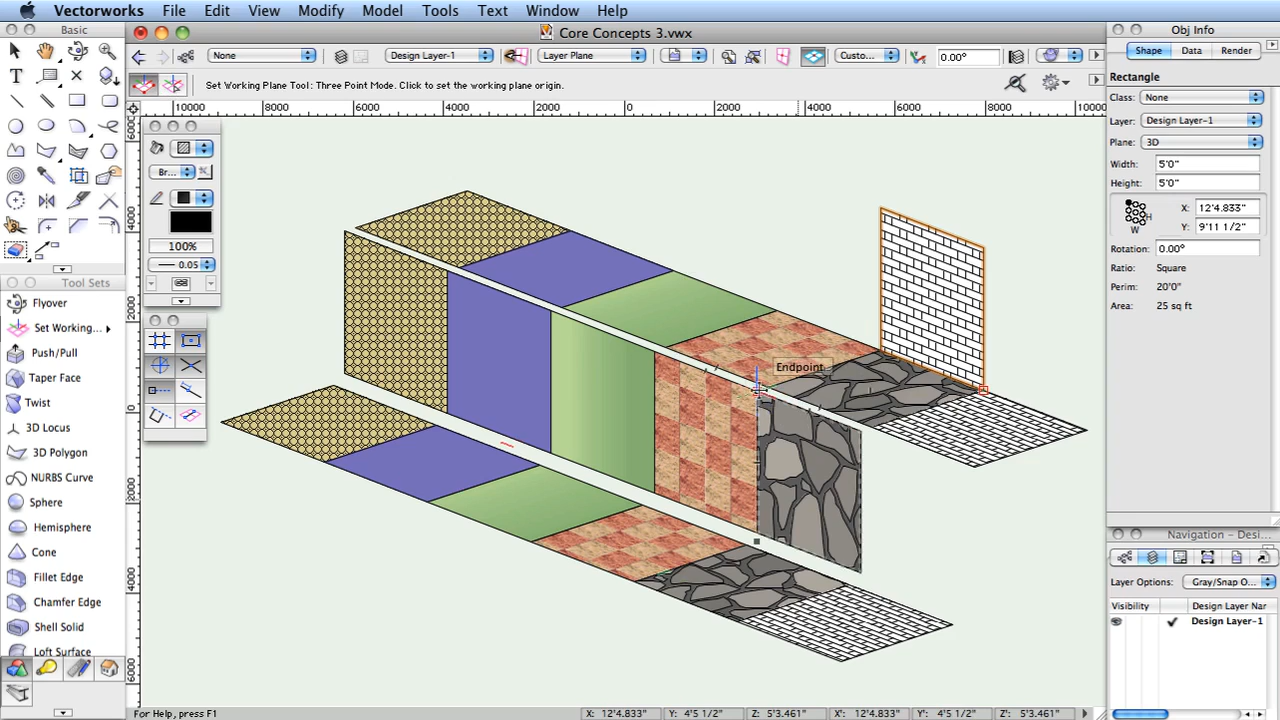 Vectorworks File Edit View Modify Model Tools Text Window Help
Basic
Core Concepts 3.vwx
Obj Info
None
Design Layer-1
Layer Plane
Custo...
0.00°
Shape Data Render
Set Working Plane Tool: Three Point Mode. Click to set the working plane origin.
Rectangle
Class: None
Layer: Design Layer-1
Plane: 3D
Width: 5'0"
Height: 5'0"
X: 12'4.833"
Y: 9'11 1/2"
H
W
Rotation: 0.00°
Ratio: Square
Perim: 20'0"
Area: 25 sq ft
10000 8000 6000 4000 2000 0 2000 4000 6000 8000 10000
6000
4000
2000
0
2000
4000
6000
Br...
100%
0.05
Endpoint
Tool Sets
Flyover
Set Working...
Push/Pull
Taper Face
Twist
3D Locus
3D Polygon
NURBS Curve
Sphere
Hemisphere
Cone
Fillet Edge
Chamfer Edge
Shell Solid
Loft Surface
Navigation - Desi...
Layer Options: Gray/Snap O...
Visibility Design Layer Nar
Design Layer-1
For Help, press F1
X: 12'4.833" Y: 4'5 1/2" Z: 5'3.461" X': 12'4.833" Y': 4'5 1/2" Z': 5'3.461"